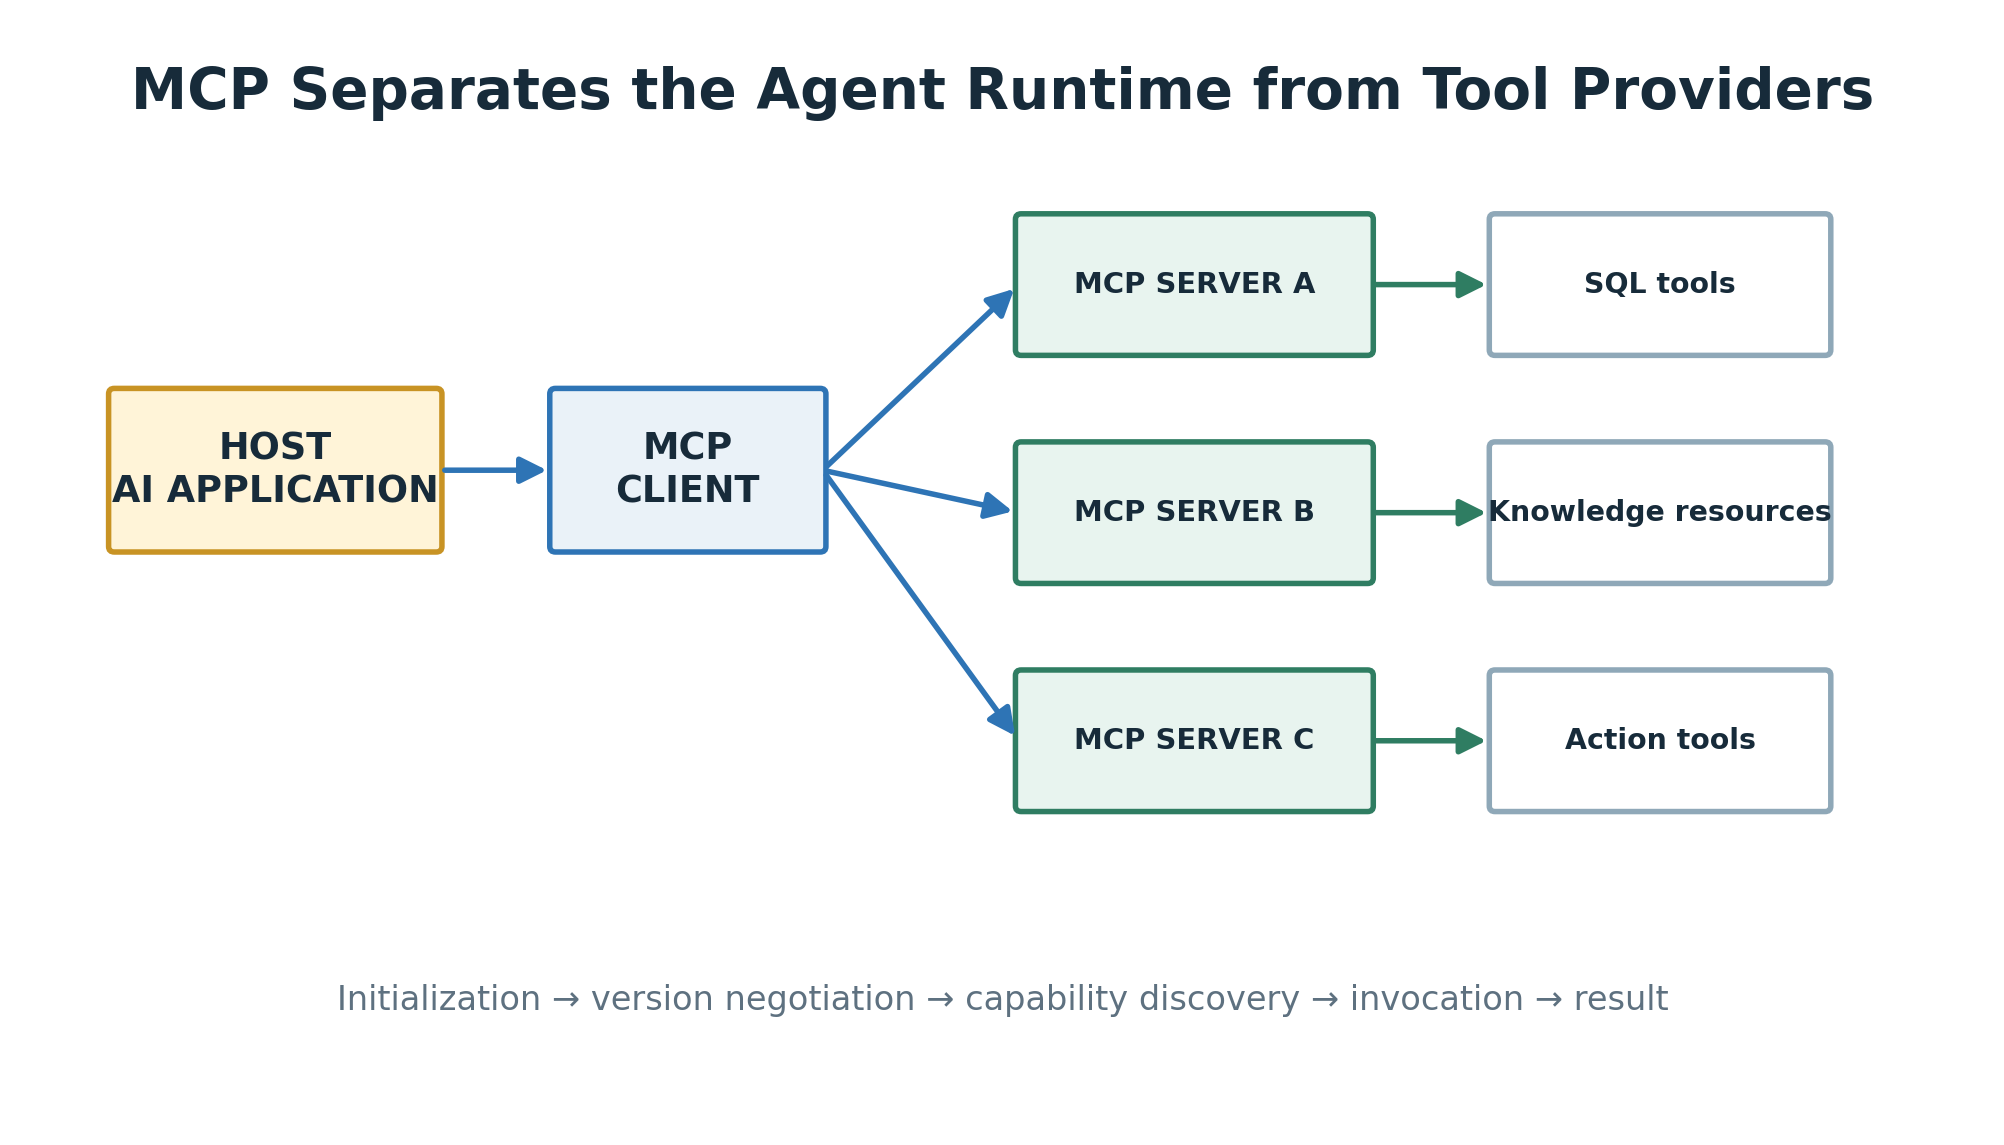 MCP Separates the Agent Runtime from Tool Providers
HOST
AI APPLICATION
MCP
CLIENT
MCP SERVER A
SQL tools
MCP SERVER B
Knowledge resources
MCP SERVER C
Action tools
Initialization → version negotiation → capability discovery → invocation → result